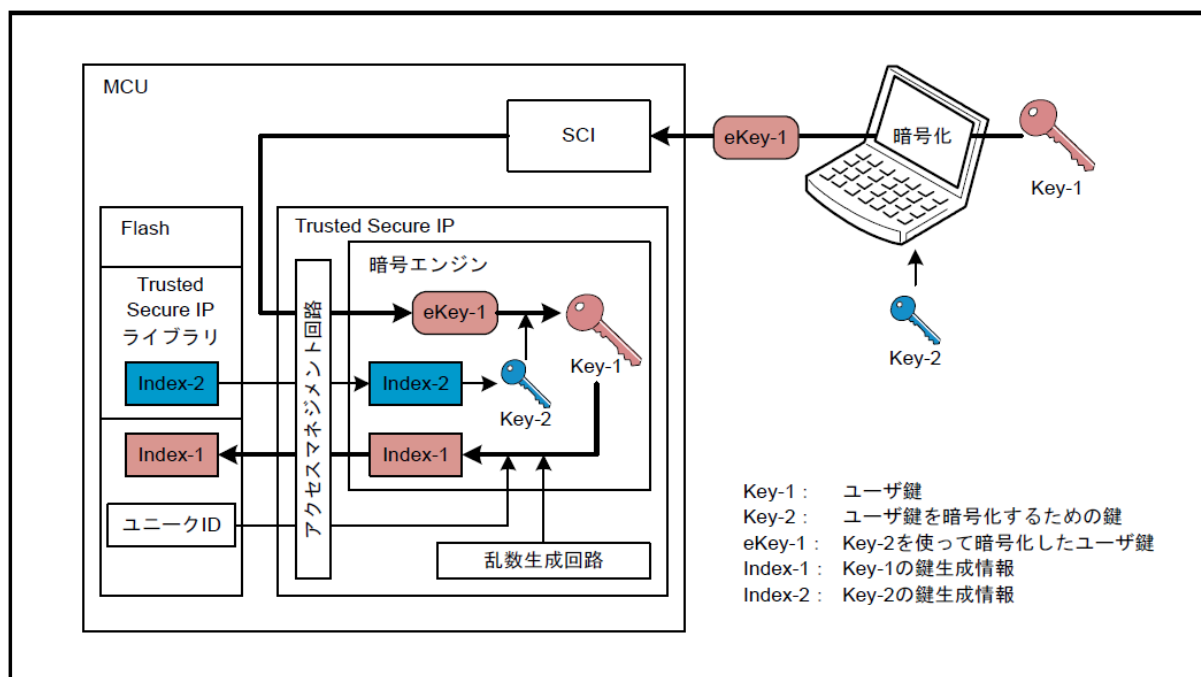 MCU
SCI
eKey-1
暗号化
Key-1
Key-2
Flash
Trusted
Secure IP
ライブラリ
Index-2
Index-1
ユニークID
Trusted Secure IP
アクセスマネジメント回路
暗号エンジン
eKey-1
Key-1
Index-2
Key-2
Index-1
乱数生成回路
Key-1 : ユーザ鍵
Key-2 : ユーザ鍵を暗号化するための鍵
eKey-1 : Key-2を使って暗号化したユーザ鍵
Index-1 : Key-1の鍵生成情報
Index-2 : Key-2の鍵生成情報